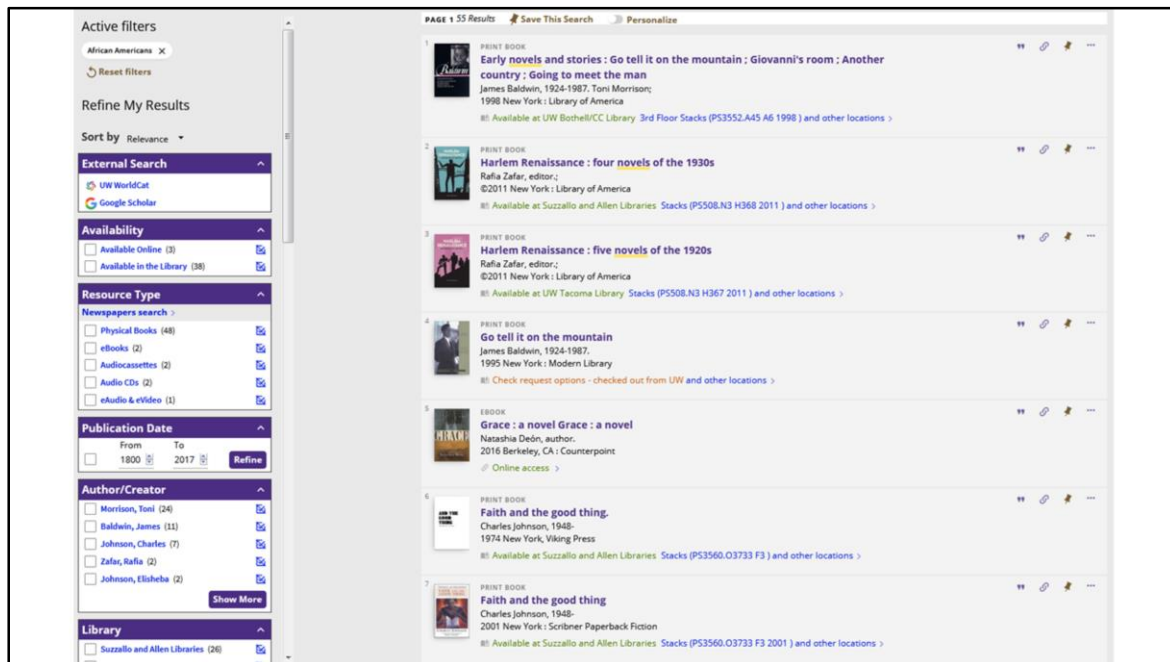 Active filters
African Americans ×
Reset filters
Refine My Results
Sort by Relevance
External Search
UW WorldCat
Google Scholar
Availability
Available Online (3)
Available in the Library (38)
Resource Type
Newspapers search >
Physical Books (48)
eBooks (2)
Audiocassettes (2)
Audio CDs (2)
eAudio & eVideo (1)
Publication Date
From To
1800 2017 Refine
Author/Creator
Morrison, Toni (24)
Baldwin, James (11)
Johnson, Charles (7)
Zafar, Rafia (2)
Johnson, Elisheba (2)
Show More
Library
Suzzallo and Allen Libraries (26)
PAGE 1 55 Results Save This Search Personalize
1 PRINT BOOK
Early novels and stories : Go tell it on the mountain ; Giovanni's room ; Another
country ; Going to meet the man
James Baldwin, 1924-1987. Toni Morrison;
1998 New York : Library of America
Available at UW Bothell/CC Library 3rd Floor Stacks (PS3552.A45 A6 1998 ) and other locations >
2 PRINT BOOK
Harlem Renaissance : four novels of the 1930s
Rafia Zafar, editor.;
©2011 New York : Library of America
Available at Suzzallo and Allen Libraries Stacks (PS508.N3 H368 2011 ) and other locations >
3 PRINT BOOK
Harlem Renaissance : five novels of the 1920s
Rafia Zafar, editor.;
©2011 New York : Library of America
Available at UW Tacoma Library Stacks (PS508.N3 H367 2011 ) and other locations >
4 PRINT BOOK
Go tell it on the mountain
James Baldwin, 1924-1987.
1995 New York : Modern Library
Check request options - checked out from UW and other locations >
5 EBOOK
Grace : a novel Grace : a novel
Natashia Deón, author.
2016 Berkeley, CA : Counterpoint
Online access >
GRACE
6 PRINT BOOK
Faith and the good thing.
Charles Johnson, 1948-
1974 New York, Viking Press
Available at Suzzallo and Allen Libraries Stacks (PS3560.O3733 F3 ) and other locations >
7 PRINT BOOK
Faith and the good thing
Charles Johnson, 1948-
2001 New York : Scribner Paperback Fiction
Available at Suzzallo and Allen Libraries Stacks (PS3560.O3733 F3 2001 ) and other locations >